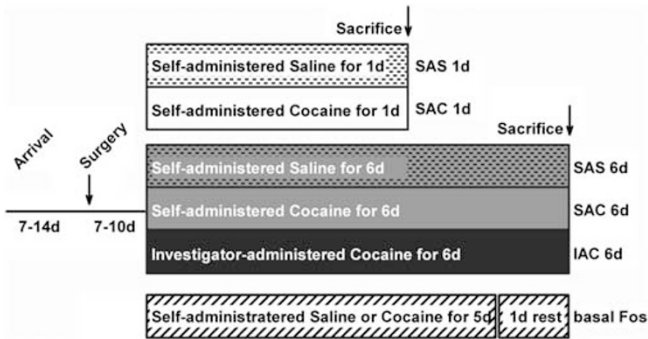 Sacrifice
Self-administered Saline for 1d SAS 1d
Self-administered Cocaine for 1d SAC 1d
Sacrifice
Arrival
Surgery
Self-administered Saline for 6d SAS 6d
Self-administered Cocaine for 6d SAC 6d
7-14d 7-10d
Investigator-administered Cocaine for 6d IAC 6d
Self-administratered Saline or Cocaine for 5d 1d rest basal Fos